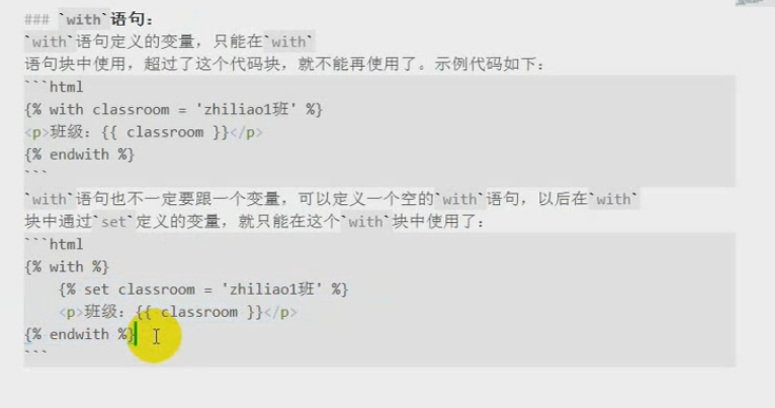 ### `with`语句：
`with`语句定义的变量，只能在`with`
语句块中使用，超过了这个代码块，就不能再使用了。示例代码如下：
```html
{% with classroom = 'zhiliao1班' %}
<p>班级：{{ classroom }}</p>
{% endwith %}
```
`with`语句也不一定要跟一个变量，可以定义一个空的`with`语句，以后在`with`
块中通过`set`定义的变量，就只能在这个`with`块中使用了：
```html
{% with %}
    {% set classroom = 'zhiliao1班' %}
    <p>班级：{{ classroom }}</p>
{% endwith %}
```